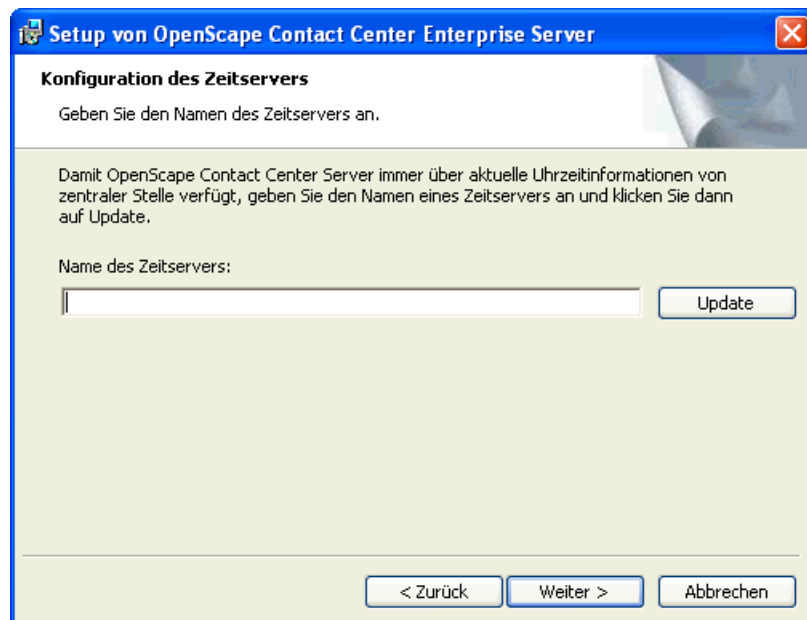 Setup von OpenScape Contact Center Enterprise Server
Konfiguration des Zeitservers
Geben Sie den Namen des Zeitservers an.
Damit OpenScape Contact Center Server immer über aktuelle Uhrzeitinformationen von
zentraler Stelle verfügt, geben Sie den Namen eines Zeitservers an und klicken Sie dann
auf Update.
Name des Zeitservers:
Update
< Zurück
Weiter >
Abbrechen